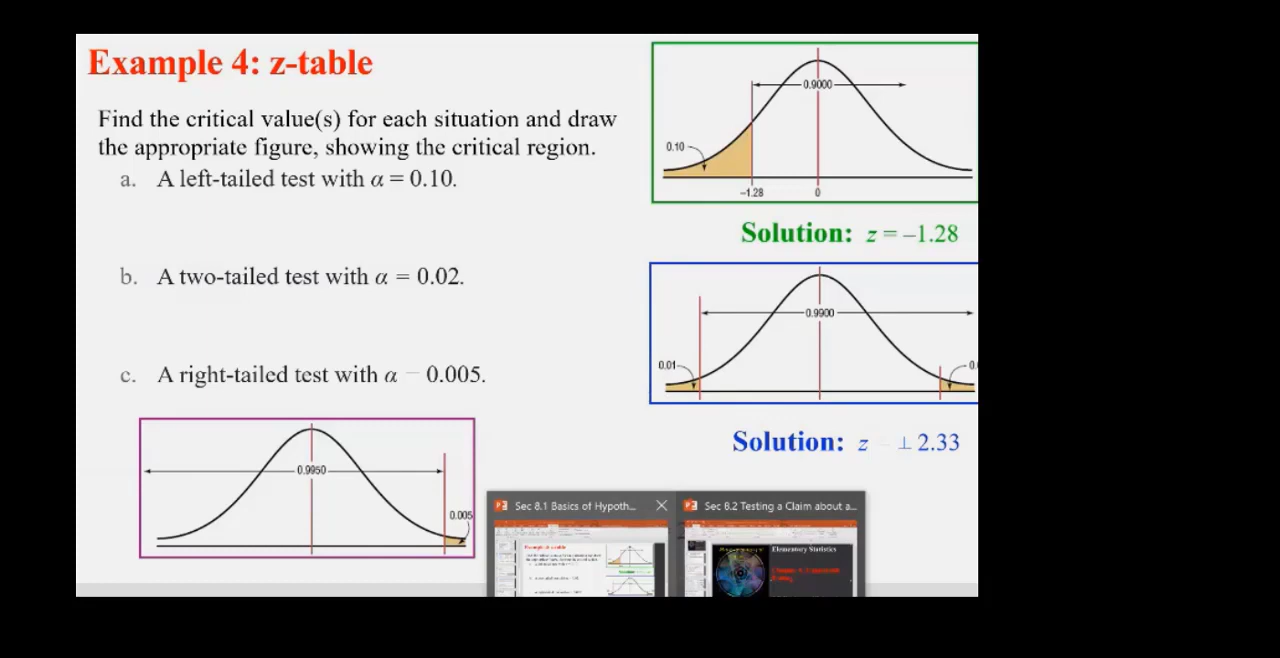 Example 4: z-table
Find the critical value(s) for each situation and draw
the appropriate figure, showing the critical region.
a. A left-tailed test with α = 0.10.
b. A two-tailed test with α = 0.02.
c. A right-tailed test with α = 0.005.
0.9000
0.10
−1.28
0
Solution: z = −1.28
0.9900
0.01
Solution: z = ± 2.33
0.9950
0.005
Sec 8.1 Basics of Hypoth...
Sec 8.2 Testing a Claim about a...
Example 4: z-table
Elementary Statistics